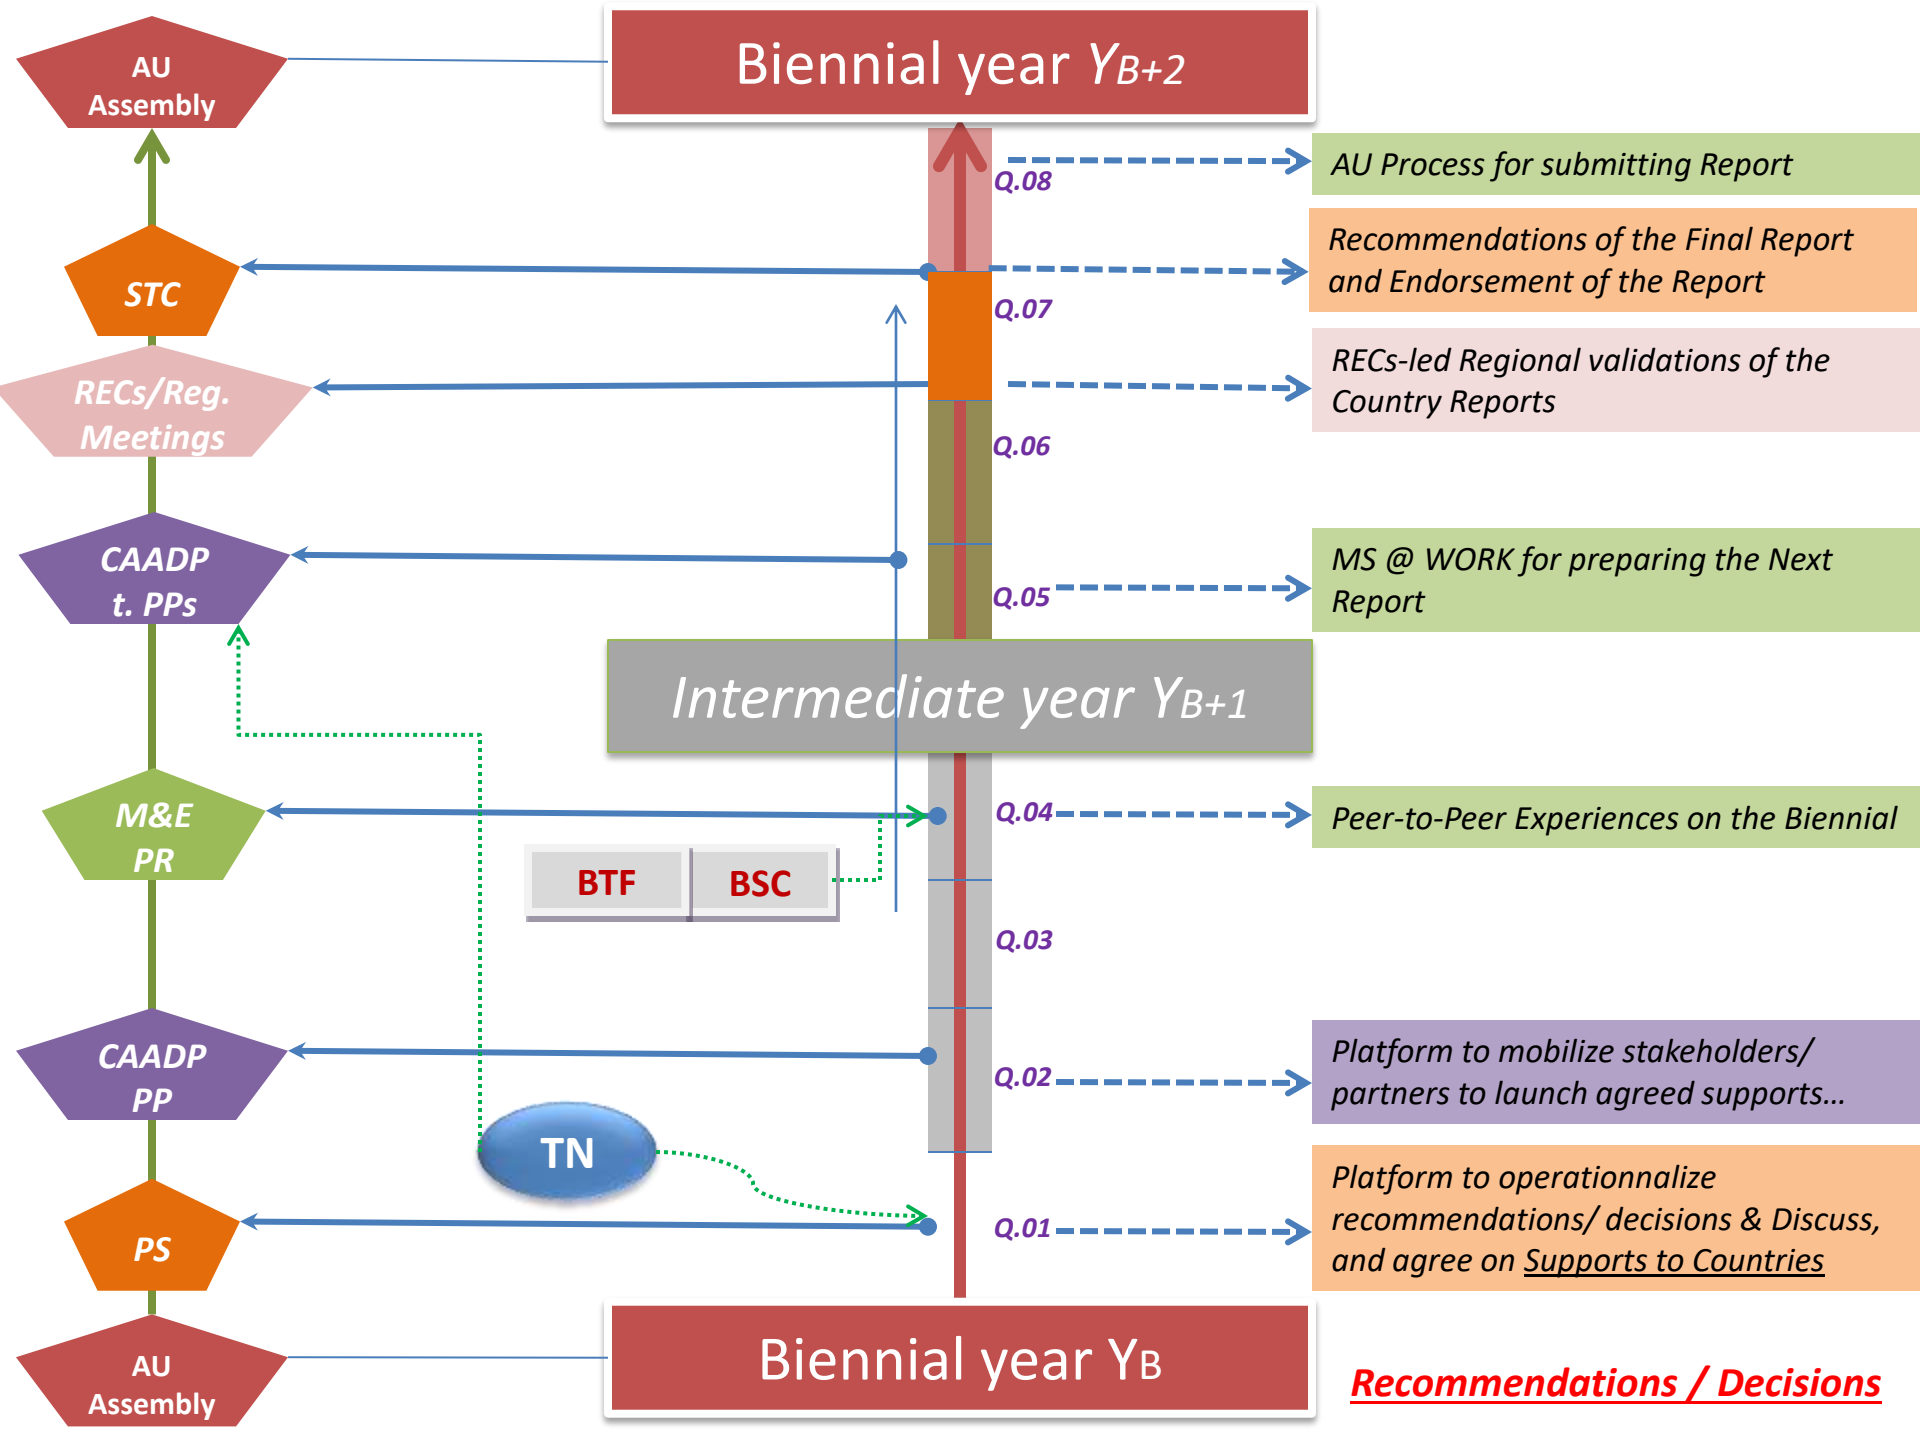 AU
Assembly
Biennial year YB+2
Q.08
AU Process for submitting Report
STC
Q.07
Recommendations of the Final Report
and Endorsement of the Report
RECs/Reg.
Meetings
RECs-led Regional validations of the
Country Reports
Q.06
CAADP
t. PPs
Q.05
MS @ WORK for preparing the Next
Report
Intermediate year YB+1
M&E
PR
Q.04
Peer-to-Peer Experiences on the Biennial
BTF
BSC
Q.03
CAADP
PP
Q.02
Platform to mobilize stakeholders/
partners to launch agreed supports...
TN
PS
Q.01
Platform to operationnalize
recommendations/ decisions & Discuss,
and agree on Supports to Countries
AU
Assembly
Biennial year YB
Recommendations / Decisions